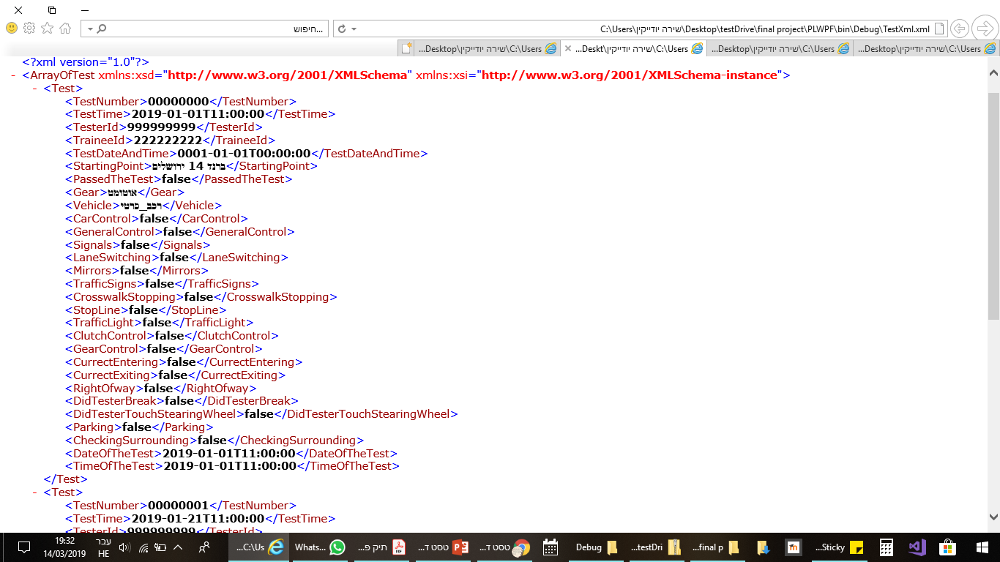 חיפוש...
C:\Users\שירה יודייקין\Desktop\testDrive\final project\PLWPF\bin\Debug\TestXml.xml
...Desktop\שירה יודייקין\C:\Users
...Deskt\שירה יודייקין\C:\Users
...Desktop\שירה יודייקין\C:\Users
...Desktop\שירה יודייקין\C:\Users
<?xml version="1.0"?>
- <ArrayOfTest xmlns:xsd="http://www.w3.org/2001/XMLSchema" xmlns:xsi="http://www.w3.org/2001/XMLSchema-instance">
- <Test>
<TestNumber>00000000</TestNumber>
<TestTime>2019-01-01T11:00:00</TestTime>
<TesterId>999999999</TesterId>
<TraineeId>222222222</TraineeId>
<TestDateAndTime>0001-01-01T00:00:00</TestDateAndTime>
<StartingPoint>ברנד 14 ירושלים</StartingPoint>
<PassedTheTest>false</PassedTheTest>
<Gear>אוטומט</Gear>
<Vehicle>רכב_פרטי</Vehicle>
<CarControl>false</CarControl>
<GeneralControl>false</GeneralControl>
<Signals>false</Signals>
<LaneSwitching>false</LaneSwitching>
<Mirrors>false</Mirrors>
<TrafficSigns>false</TrafficSigns>
<CrosswalkStopping>false</CrosswalkStopping>
<StopLine>false</StopLine>
<TrafficLight>false</TrafficLight>
<ClutchControl>false</ClutchControl>
<GearControl>false</GearControl>
<CurrectEntering>false</CurrectEntering>
<CurrectExiting>false</CurrectExiting>
<RightOfway>false</RightOfway>
<DidTesterBreak>false</DidTesterBreak>
<DidTesterTouchStearingWheel>false</DidTesterTouchStearingWheel>
<Parking>false</Parking>
<CheckingSurrounding>false</CheckingSurrounding>
<DateOfTheTest>2019-01-01T11:00:00</DateOfTheTest>
<TimeOfTheTest>2019-01-01T11:00:00</TimeOfTheTest>
</Test>
- <Test>
<TestNumber>00000001</TestNumber>
<TestTime>2019-01-21T11:00:00</TestTime>
<TesterId>999999999</TesterId>
19:32
14/03/2019
עבר
HE
...C:\Us
Whats...
תיק פ...
טסט ד...
טסט ד...
Debug
...testDri
...final p
m
...Sticky